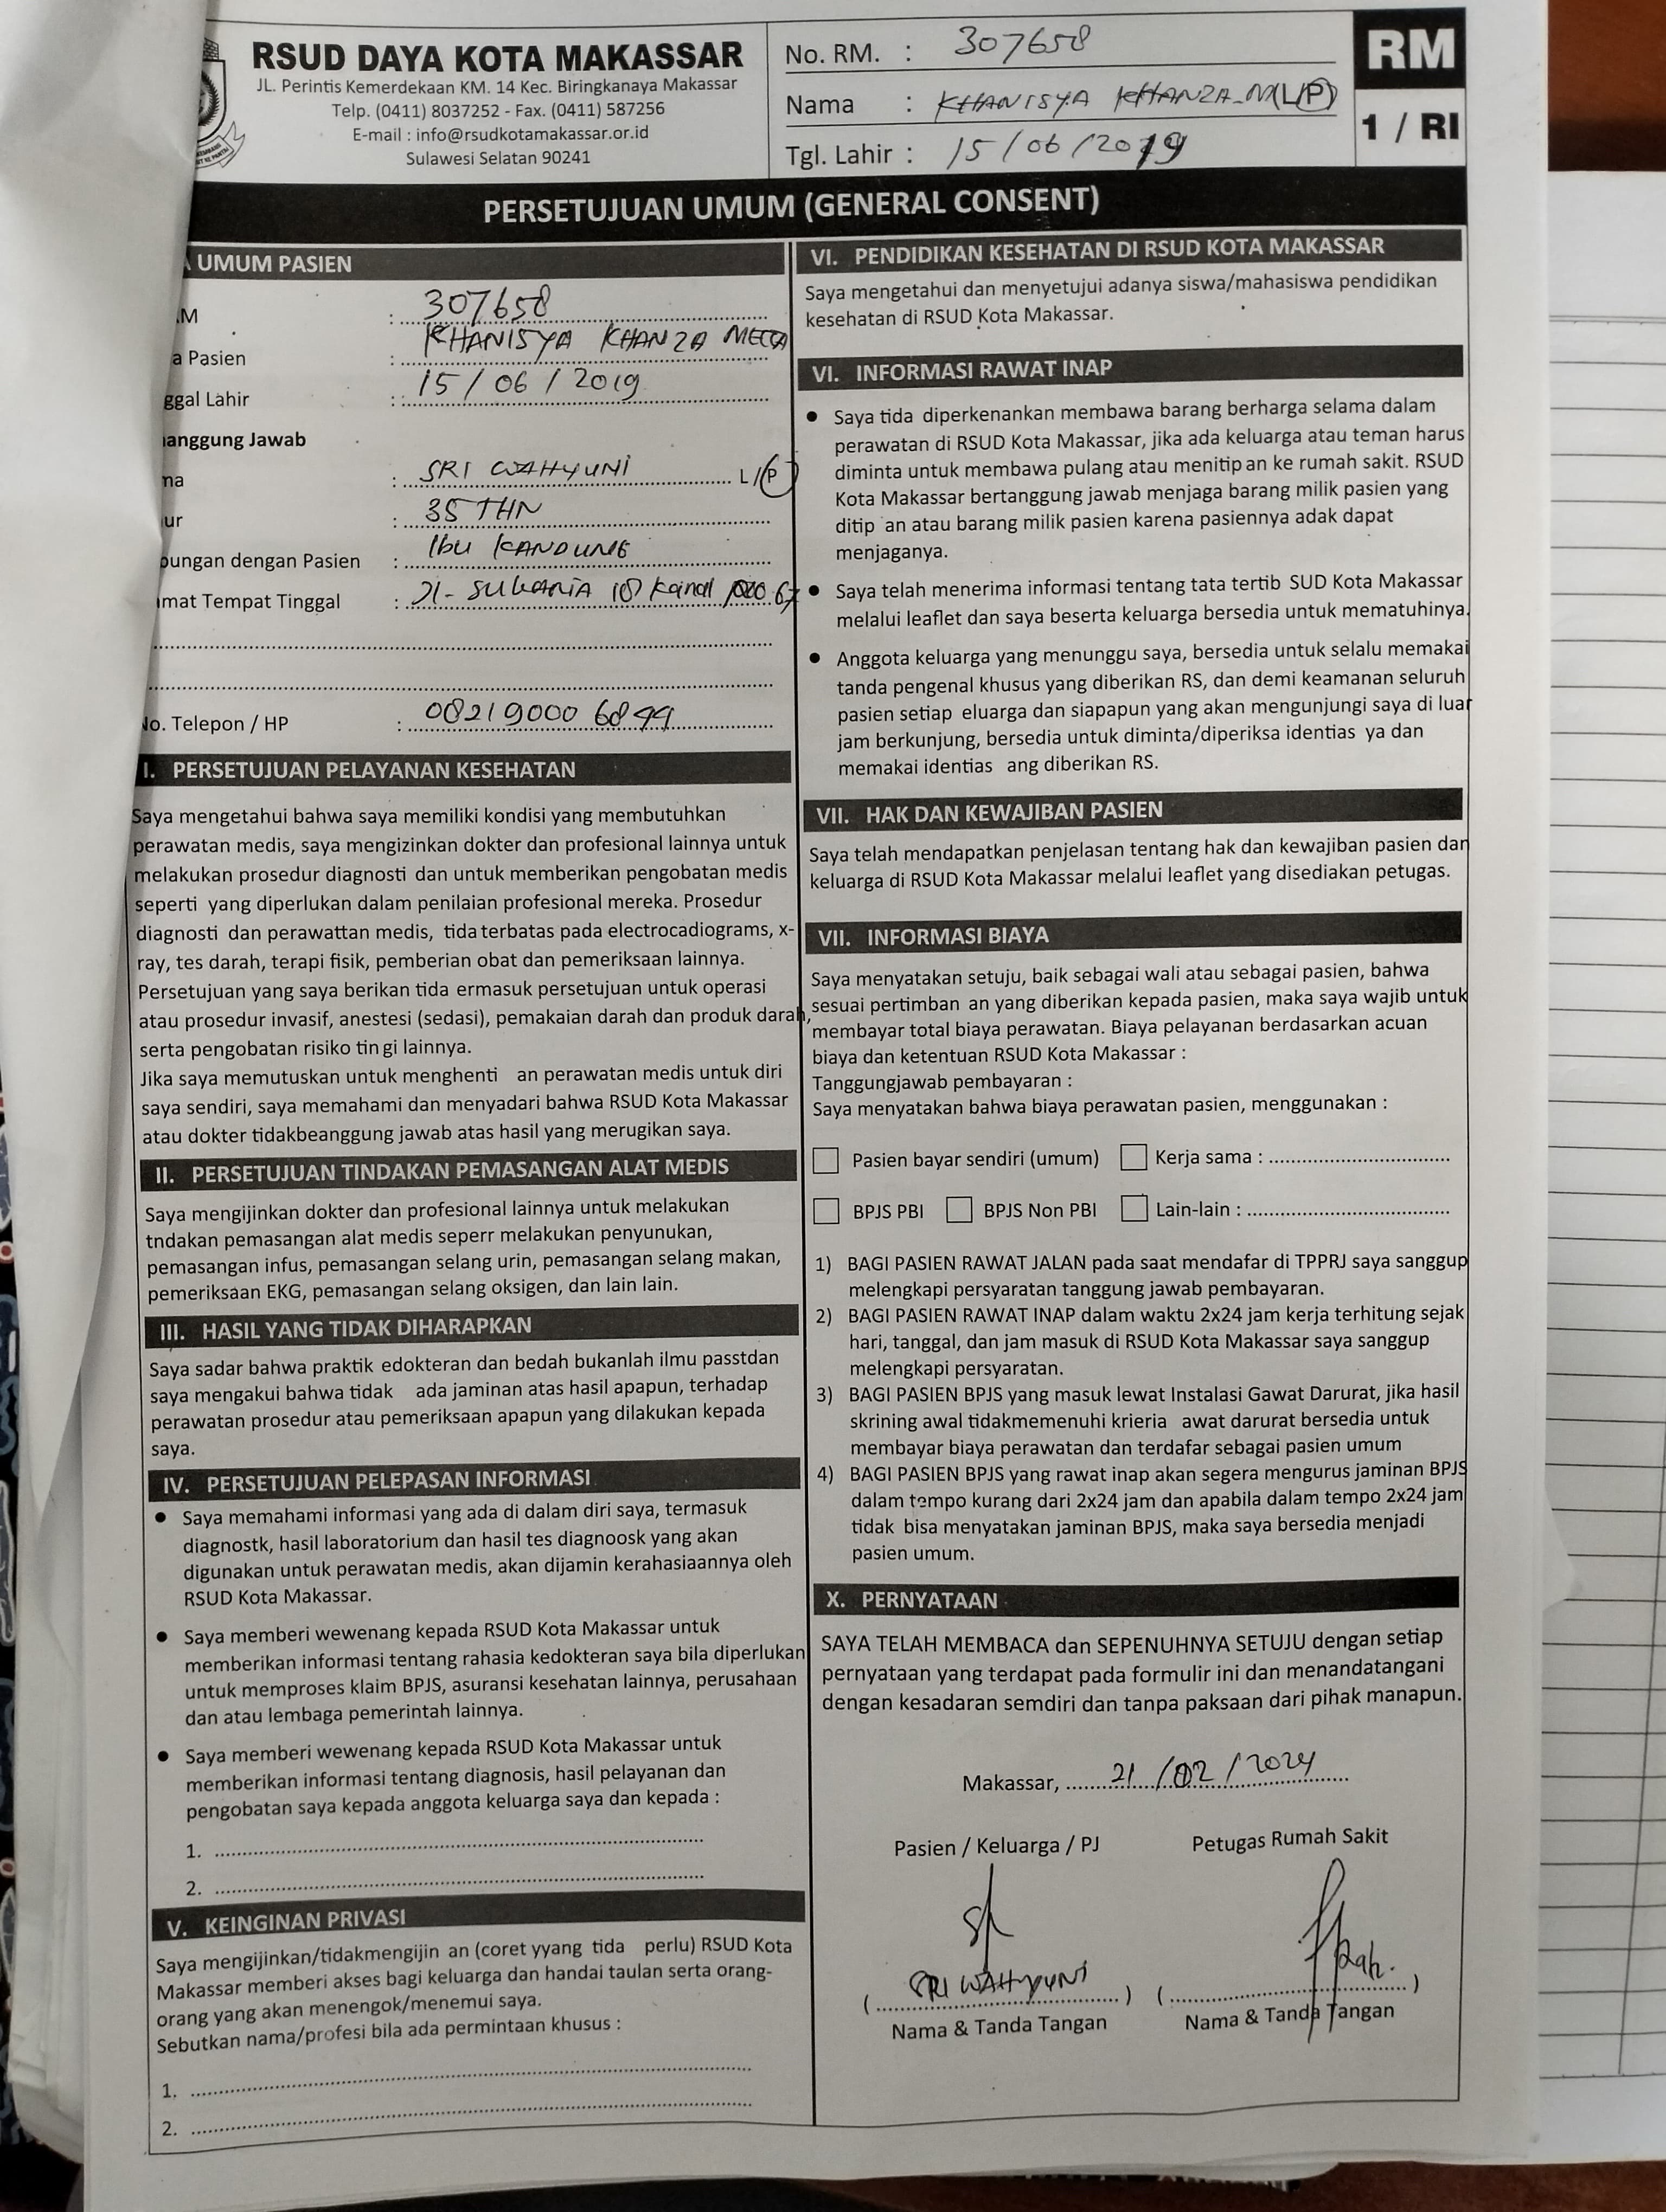 RSUD DAYA KOTA MAKASSAR
JL. Perintis Kemerdekaan KM. 14 Kec. Biringkanaya Makassar
Telp. (0411) 8037252 - Fax. (0411) 587256
E-mail : info@rsudkotamakassar.or.id
Sulawesi Selatan 90241
No. RM. : 307658
Nama : KHANISYA KHANZA.M (L/P)
Tgl. Lahir : 15/06/2019
RM
1 / RI
PERSETUJUAN UMUM (GENERAL CONSENT)
UMUM PASIEN
M : 307658
a Pasien : KHANISYA KHANZA MECCA
ggal Lahir : 15/06/2019
anggung Jawab
na : SRI WAHYUNI L/P
ur : 35 THN
bungan dengan Pasien : Ibu KANDUNG
mat Tempat Tinggal : Jl- Sukaria 18
No. Telepon / HP : 082190006899
I. PERSETUJUAN PELAYANAN KESEHATAN
Saya mengetahui bahwa saya memiliki kondisi yang membutuhkan
perawatan medis, saya mengizinkan dokter dan profesional lainnya untuk
melakukan prosedur diagnosti dan untuk memberikan pengobatan medis
seperti yang diperlukan dalam penilaian profesional mereka. Prosedur
diagnosti dan perawattan medis, tida terbatas pada electrocadiograms, x-
ray, tes darah, terapi fisik, pemberian obat dan pemeriksaan lainnya.
Persetujuan yang saya berikan tida ermasuk persetujuan untuk operasi
atau prosedur invasif, anestesi (sedasi), pemakaian darah dan produk darah,
serta pengobatan risiko tin gi lainnya.
Jika saya memutuskan untuk menghenti an perawatan medis untuk diri
saya sendiri, saya memahami dan menyadari bahwa RSUD Kota Makassar
atau dokter tidakbeanggung jawab atas hasil yang merugikan saya.
II. PERSETUJUAN TINDAKAN PEMASANGAN ALAT MEDIS
Saya mengijinkan dokter dan profesional lainnya untuk melakukan
tndakan pemasangan alat medis seperr melakukan penyunukan,
pemasangan infus, pemasangan selang urin, pemasangan selang makan,
pemeriksaan EKG, pemasangan selang oksigen, dan lain lain.
III. HASIL YANG TIDAK DIHARAPKAN
Saya sadar bahwa praktik edokteran dan bedah bukanlah ilmu passtdan
saya mengakui bahwa tidak ada jaminan atas hasil apapun, terhadap
perawatan prosedur atau pemeriksaan apapun yang dilakukan kepada
saya.
IV. PERSETUJUAN PELEPASAN INFORMASI
● Saya memahami informasi yang ada di dalam diri saya, termasuk
diagnostk, hasil laboratorium dan hasil tes diagnoosk yang akan
digunakan untuk perawatan medis, akan dijamin kerahasiaannya oleh
RSUD Kota Makassar.
● Saya memberi wewenang kepada RSUD Kota Makassar untuk
memberikan informasi tentang rahasia kedokteran saya bila diperlukan
untuk memproses klaim BPJS, asuransi kesehatan lainnya, perusahaan
dan atau lembaga pemerintah lainnya.
● Saya memberi wewenang kepada RSUD Kota Makassar untuk
memberikan informasi tentang diagnosis, hasil pelayanan dan
pengobatan saya kepada anggota keluarga saya dan kepada :
1.
2.
V. KEINGINAN PRIVASI
Saya mengijinkan/tidakmengijin an (coret yyang tida perlu) RSUD Kota
Makassar memberi akses bagi keluarga dan handai taulan serta orang-
orang yang akan menengok/menemui saya.
Sebutkan nama/profesi bila ada permintaan khusus :
1.
2.
VI. PENDIDIKAN KESEHATAN DI RSUD KOTA MAKASSAR
Saya mengetahui dan menyetujui adanya siswa/mahasiswa pendidikan
kesehatan di RSUD Kota Makassar.
VI. INFORMASI RAWAT INAP
● Saya tida diperkenankan membawa barang berharga selama dalam
perawatan di RSUD Kota Makassar, jika ada keluarga atau teman harus
diminta untuk membawa pulang atau menitip an ke rumah sakit. RSUD
Kota Makassar bertanggung jawab menjaga barang milik pasien yang
ditip an atau barang milik pasien karena pasiennya adak dapat
menjaganya.
● Saya telah menerima informasi tentang tata tertib SUD Kota Makassar
melalui leaflet dan saya beserta keluarga bersedia untuk mematuhinya.
● Anggota keluarga yang menunggu saya, bersedia untuk selalu memakai
tanda pengenal khusus yang diberikan RS, dan demi keamanan seluruh
pasien setiap eluarga dan siapapun yang akan mengunjungi saya di luar
jam berkunjung, bersedia untuk diminta/diperiksa identias ya dan
memakai identias ang diberikan RS.
VII. HAK DAN KEWAJIBAN PASIEN
Saya telah mendapatkan penjelasan tentang hak dan kewajiban pasien dan
keluarga di RSUD Kota Makassar melalui leaflet yang disediakan petugas.
VII. INFORMASI BIAYA
Saya menyatakan setuju, baik sebagai wali atau sebagai pasien, bahwa
sesuai pertimban an yang diberikan kepada pasien, maka saya wajib untuk
membayar total biaya perawatan. Biaya pelayanan berdasarkan acuan
biaya dan ketentuan RSUD Kota Makassar :
Tanggungjawab pembayaran :
Saya menyatakan bahwa biaya perawatan pasien, menggunakan :
Pasien bayar sendiri (umum) Kerja sama :
BPJS PBI BPJS Non PBI Lain-lain :
1) BAGI PASIEN RAWAT JALAN pada saat mendafar di TPPRJ saya sanggup
melengkapi persyaratan tanggung jawab pembayaran.
2) BAGI PASIEN RAWAT INAP dalam waktu 2x24 jam kerja terhitung sejak
hari, tanggal, dan jam masuk di RSUD Kota Makassar saya sanggup
melengkapi persyaratan.
3) BAGI PASIEN BPJS yang masuk lewat Instalasi Gawat Darurat, jika hasil
skrining awal tidakmemenuhi krieria awat darurat bersedia untuk
membayar biaya perawatan dan terdafar sebagai pasien umum
4) BAGI PASIEN BPJS yang rawat inap akan segera mengurus jaminan BPJS
dalam tempo kurang dari 2x24 jam dan apabila dalam tempo 2x24 jam
tidak bisa menyatakan jaminan BPJS, maka saya bersedia menjadi
pasien umum.
X. PERNYATAAN
SAYA TELAH MEMBACA dan SEPENUHNYA SETUJU dengan setiap
pernyataan yang terdapat pada formulir ini dan menandatangani
dengan kesadaran semdiri dan tanpa paksaan dari pihak manapun.
Makassar, 21/02/2024
Pasien / Keluarga / PJ Petugas Rumah Sakit
(SRI WAHYUNI) ( )
Nama & Tanda Tangan Nama & Tanda Tangan